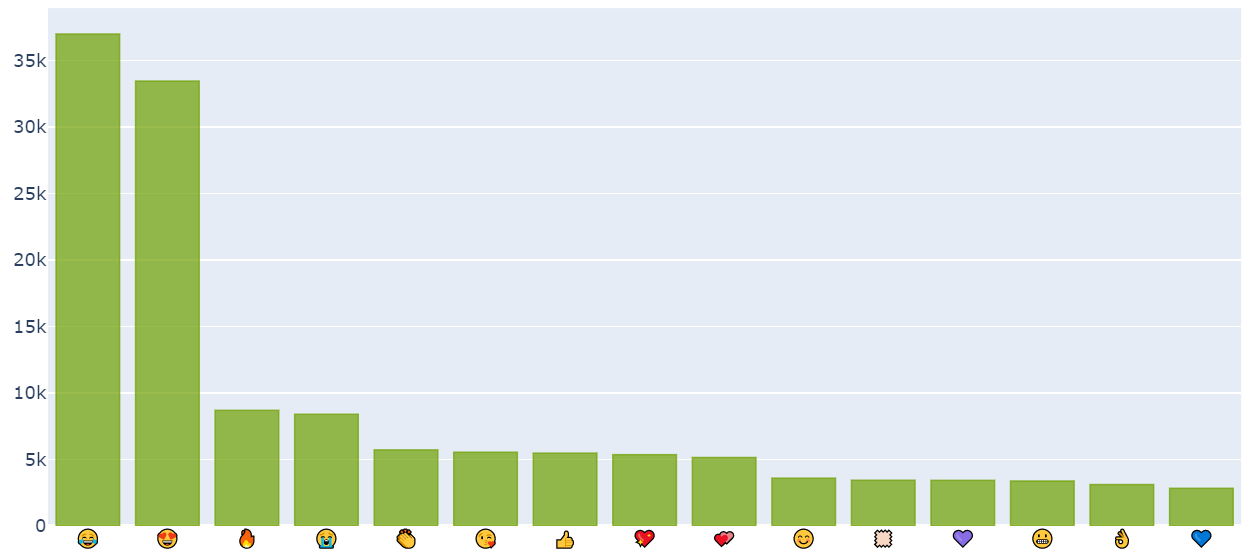 35k
30k
25k
20k
15k
10k
5k
0
😂 😍 🔥 😭 👏 😘 👍 💖 💕 😊 🏻 💜 😬 👌 💙